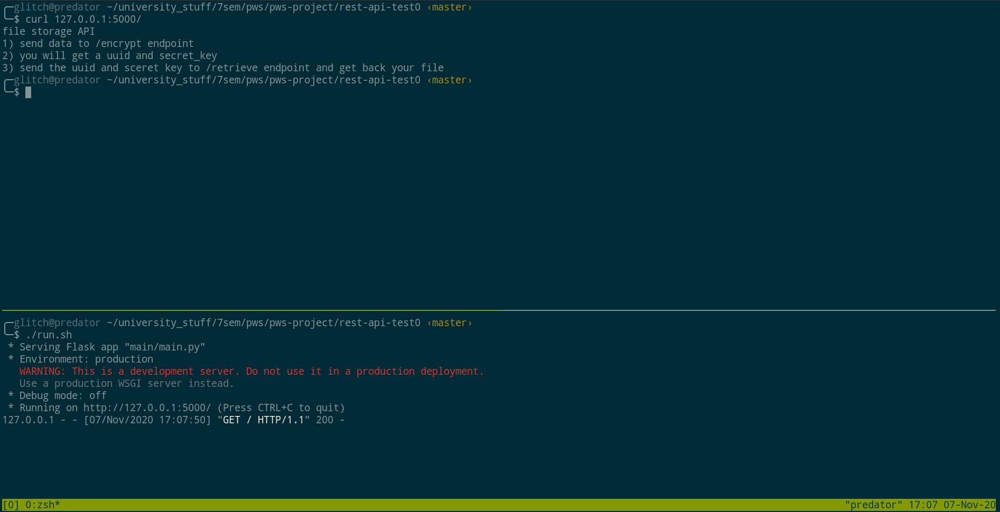 ╭─glitch@predator ~/university_stuff/7sem/pws/pws-project/rest-api-test0 ‹master›
╰─$ curl 127.0.0.1:5000/
file storage API
1) send data to /encrypt endpoint
2) you will get a uuid and secret_key
3) send the uuid and sceret key to /retrieve endpoint and get back your file
╭─glitch@predator ~/university_stuff/7sem/pws/pws-project/rest-api-test0 ‹master›
╰─$
╭─glitch@predator ~/university_stuff/7sem/pws/pws-project/rest-api-test0 ‹master›
╰─$ ./run.sh
 * Serving Flask app "main/main.py"
 * Environment: production
   WARNING: This is a development server. Do not use it in a production deployment.
   Use a production WSGI server instead.
 * Debug mode: off
 * Running on http://127.0.0.1:5000/ (Press CTRL+C to quit)
127.0.0.1 - - [07/Nov/2020 17:07:50] "GET / HTTP/1.1" 200 -
[0] 0:zsh* "predator" 17:07 07-Nov-20